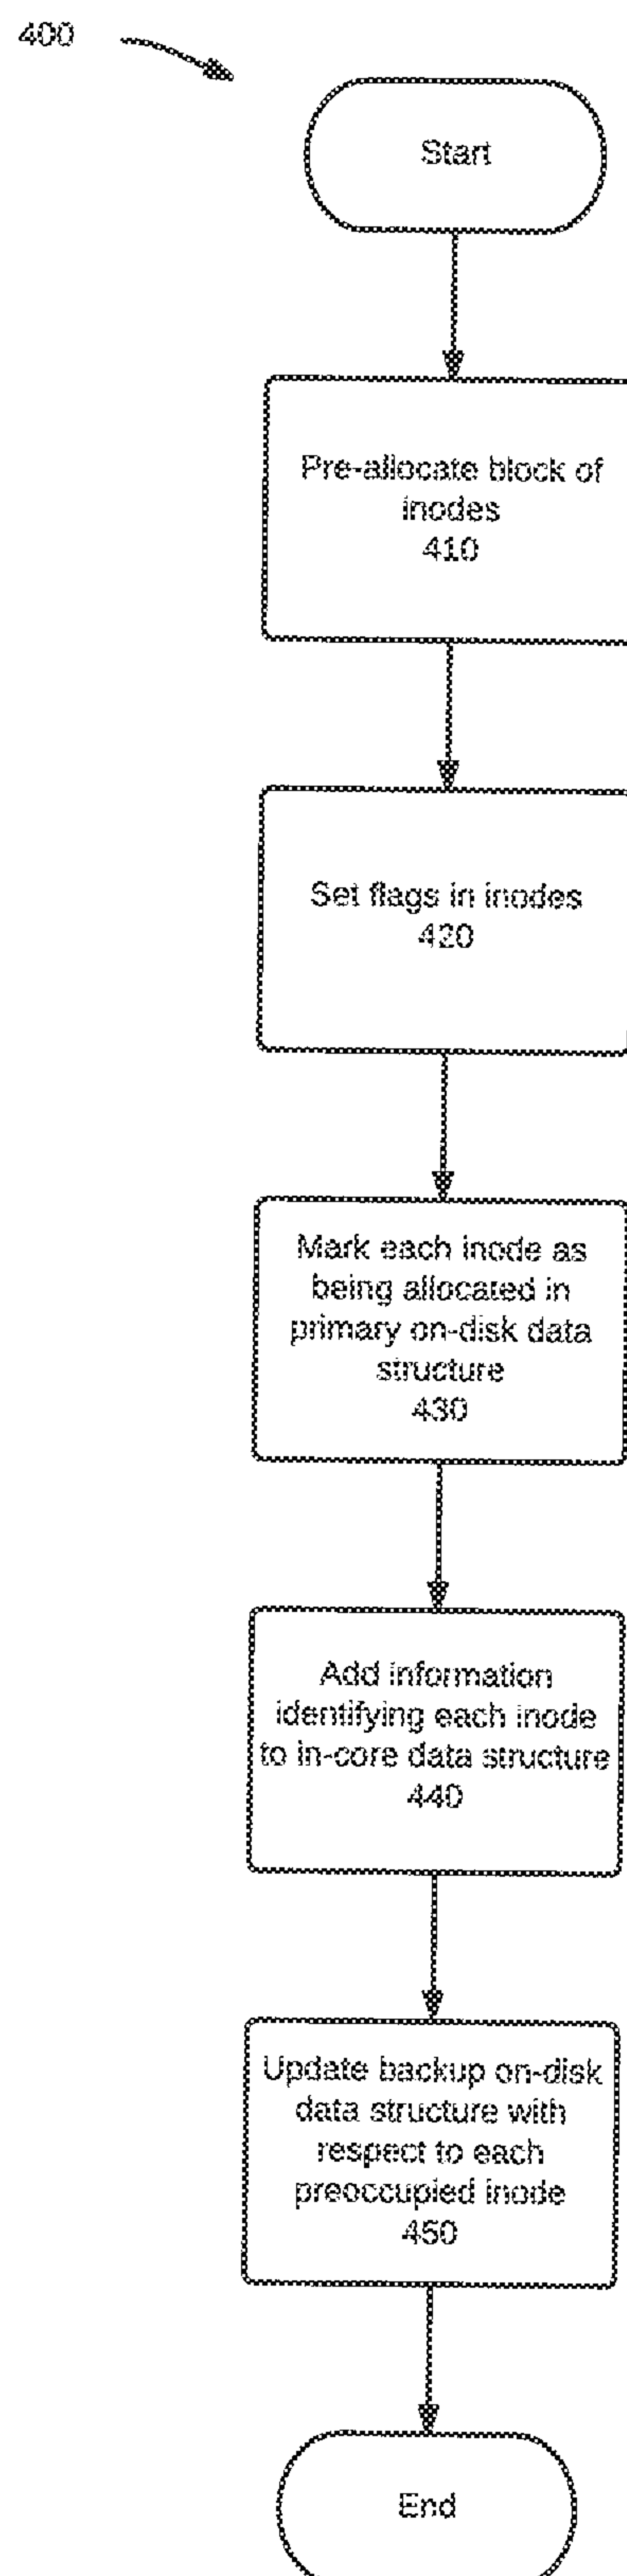 400
Start
Pre-allocate block of
inodes
410
Set flags in inodes
420
Mark each inode as
being allocated in
primary on-disk data
structure
430
Add information
identifying each inode
to in-core data structure
440
Update backup on-disk
data structure with
respect to each
preoccupied inode
450
End